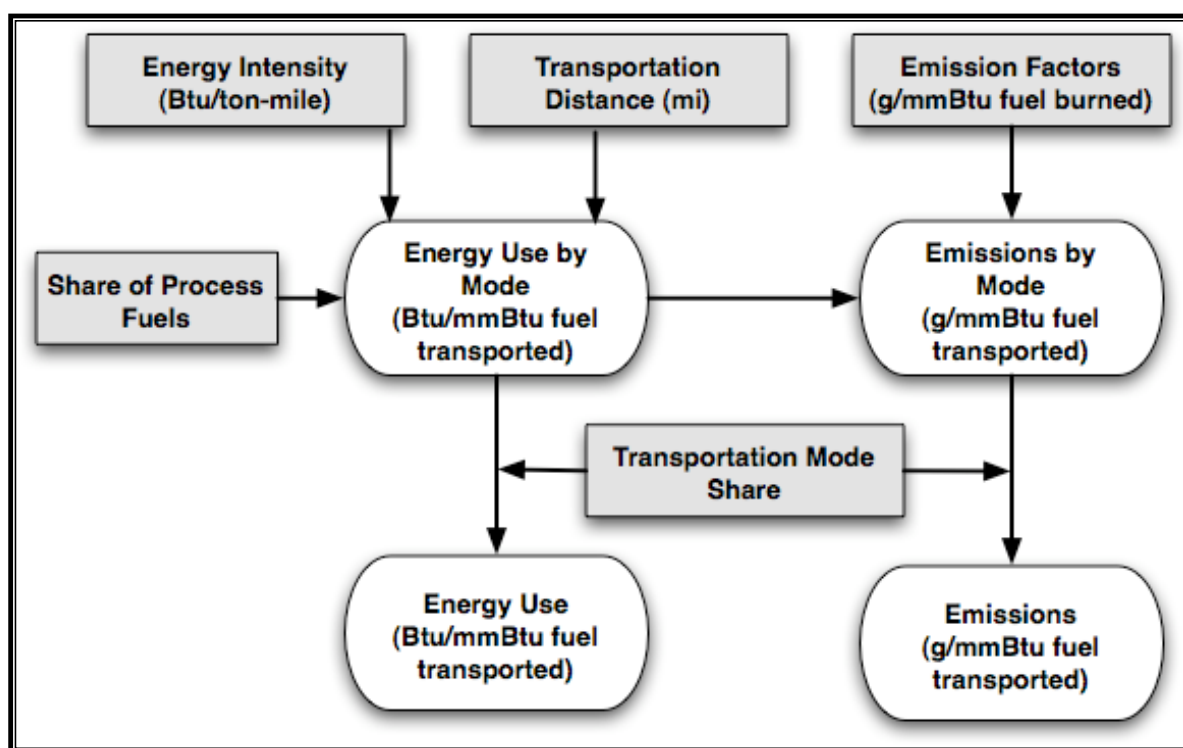 Energy Intensity
(Btu/ton-mile)
Transportation
Distance (mi)
Emission Factors
(g/mmBtu fuel burned)
Share of Process
Fuels
Energy Use by
Mode
(Btu/mmBtu fuel
transported)
Emissions by
Mode
(g/mmBtu fuel
transported)
Transportation Mode
Share
Energy Use
(Btu/mmBtu fuel
transported)
Emissions
(g/mmBtu fuel
transported)